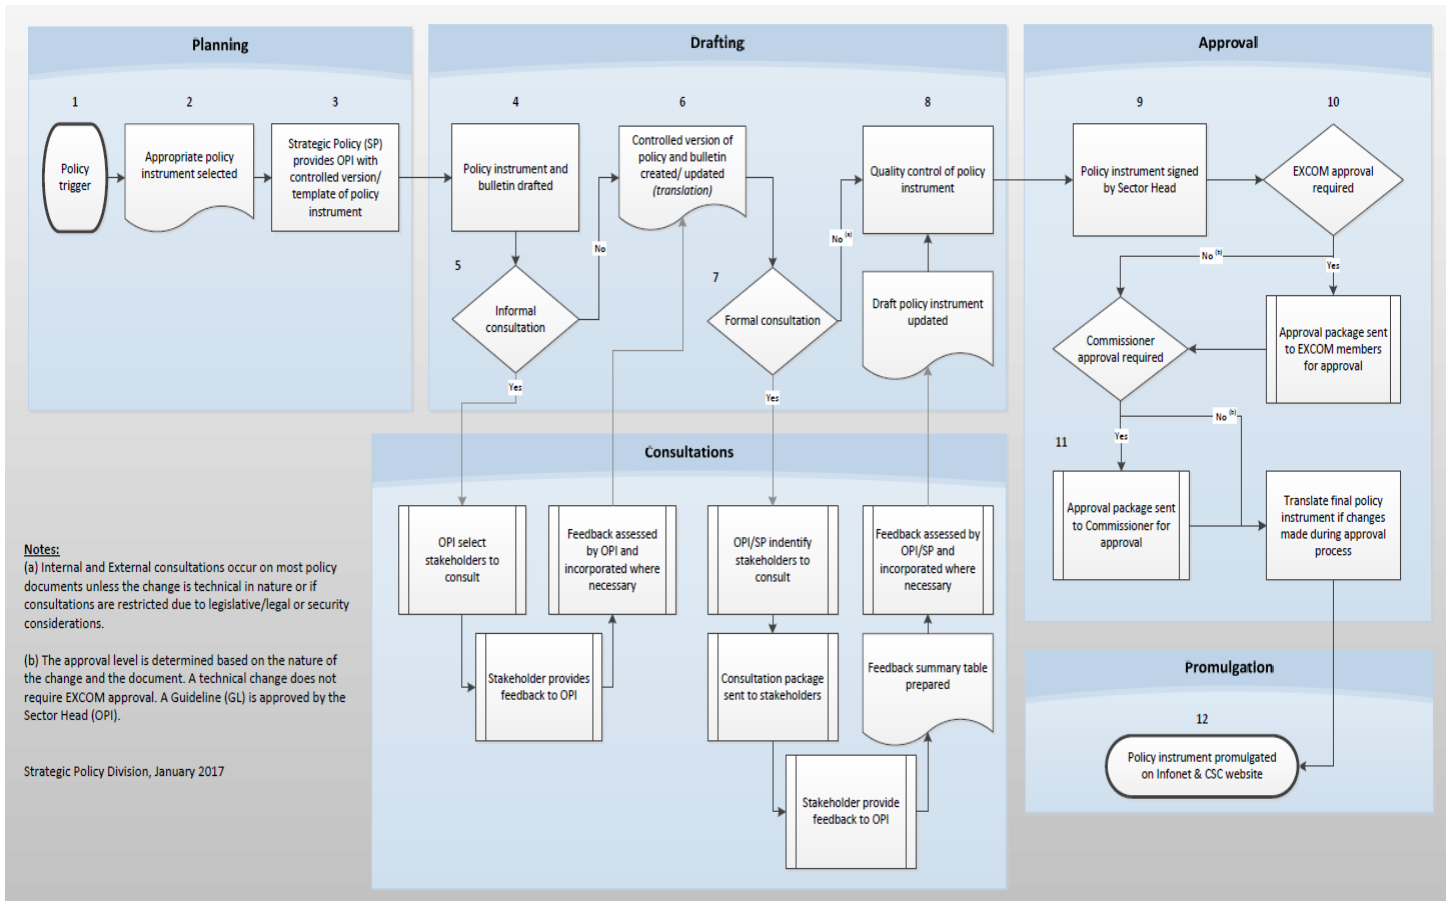 Planning
1
2
3
Policy
trigger
Appropriate policy
instrument selected
Strategic Policy (SP)
provides OPI with
controlled version/
template of policy
instrument
Drafting
4
6
8
Policy instrument and
bulletin drafted
Controlled version of
policy and bulletin
created/ updated
(translation)
Quality control of policy
instrument
No
No (a)
5
7
Informal
consultation
Formal consultation
Draft policy instrument
updated
Yes
Yes
Approval
9
10
Policy instrument signed
by Sector Head
EXCOM approval
required
No (b)
Yes
Commissioner
approval required
Approval package sent
to EXCOM members
for approval
No (b)
Yes
11
Approval package sent
to Commissioner for
approval
Translate final policy
instrument if changes
made during approval
process
Consultations
OPI select
stakeholders to
consult
Feedback assessed
by OPI and
incorporated where
necessary
OPI/SP indentify
stakeholders to
consult
Feedback assessed by
OPI/SP and
incorporated where
necessary
Stakeholder provides
feedback to OPI
Consultation package
sent to stakeholders
Feedback summary table
prepared
Stakeholder provide
feedback to OPI
Promulgation
12
Policy instrument promulgated
on Infonet & CSC website
Notes:
(a) Internal and External consultations occur on most policy
documents unless the change is technical in nature or if
consultations are restricted due to legislative/legal or security
considerations.
(b) The approval level is determined based on the nature of
the change and the document. A technical change does not
require EXCOM approval. A Guideline (GL) is approved by the
Sector Head (OPI).
Strategic Policy Division, January 2017